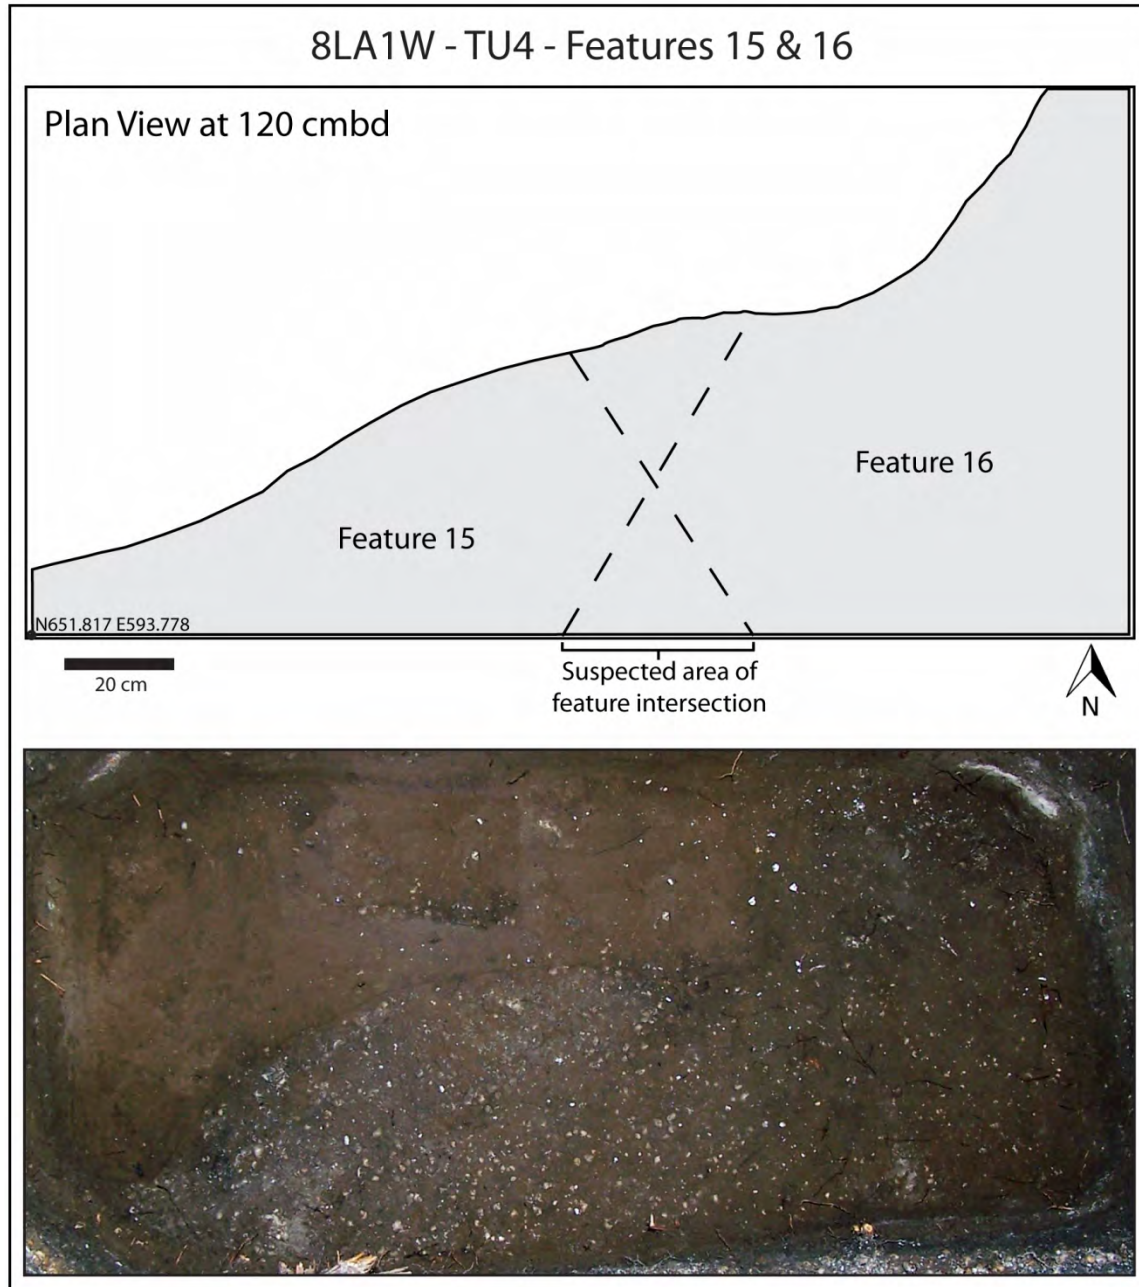 8LA1W - TU4 - Features 15 & 16
Plan View at 120 cmbd
Feature 16
Feature 15
N651.817 E593.778
20 cm
Suspected area of
feature intersection
N